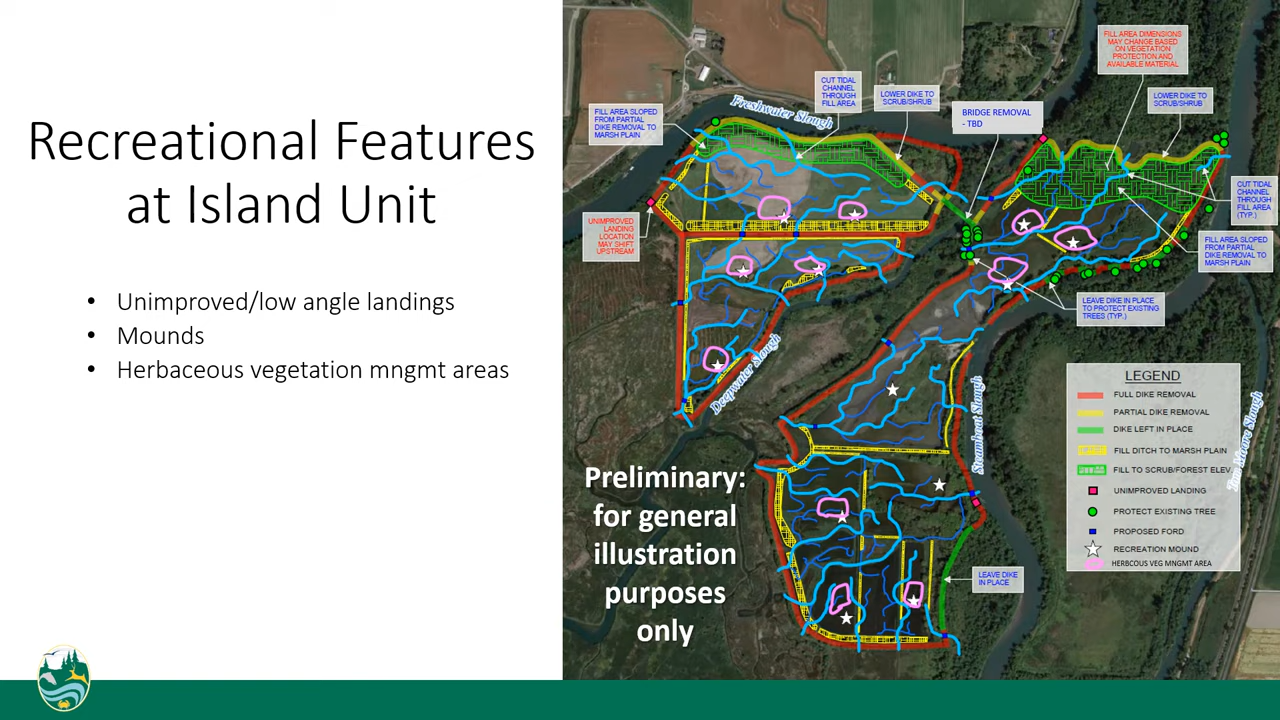 Recreational Features
at Island Unit
• Unimproved/low angle landings
• Mounds
• Herbaceous vegetation mngmt areas
Preliminary:
for general
illustration
purposes
only
FILL AREA SLOPED
FROM PARTIAL
DIKE REMOVAL TO
MARSH PLAIN
Freshwater Slough
CUT TIDAL
CHANNEL
THROUGH
FILL AREA
LOWER DIKE TO
SCRUB/SHRUB
BRIDGE REMOVAL
- TBD
FILL AREA DIMENSIONS
MAY CHANGE BASED
ON VEGETATION
PROTECTION AND
AVAILABLE MATERIAL
LOWER DIKE TO
SCRUB/SHRUB
CUT TIDAL
CHANNEL
THROUGH
FILL AREA
(TYP.)
UNIMPROVED
LANDING
LOCATION
MAY SHIFT
UPSTREAM
FILL AREA SLOPED
FROM PARTIAL
DIKE REMOVAL TO
MARSH PLAIN
LEAVE DIKE IN PLACE
TO PROTECT EXISTING
TREES (TYP.)
Deepwater Slough
Steamboat Slough
Tom Moore Slough
LEAVE DIKE
IN PLACE
LEGEND
FULL DIKE REMOVAL
PARTIAL DIKE REMOVAL
DIKE LEFT IN PLACE
FILL DITCH TO MARSH PLAIN
FILL TO SCRUB/FOREST ELEV.
UNIMPROVED LANDING
PROTECT EXISTING TREE
PROPOSED FORD
RECREATION MOUND
HERBCOUS VEG MNGMT AREA